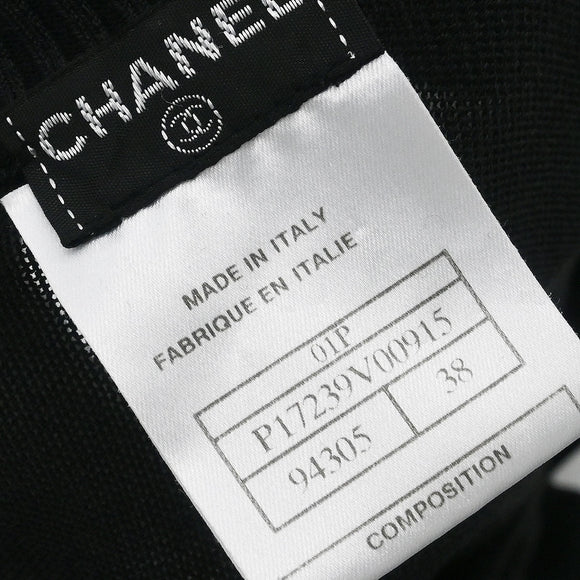 CHANEL
MADE IN ITALY
FABRIQUE EN ITALIE
01P
P17239V00915
94305 38
COMPOSITION